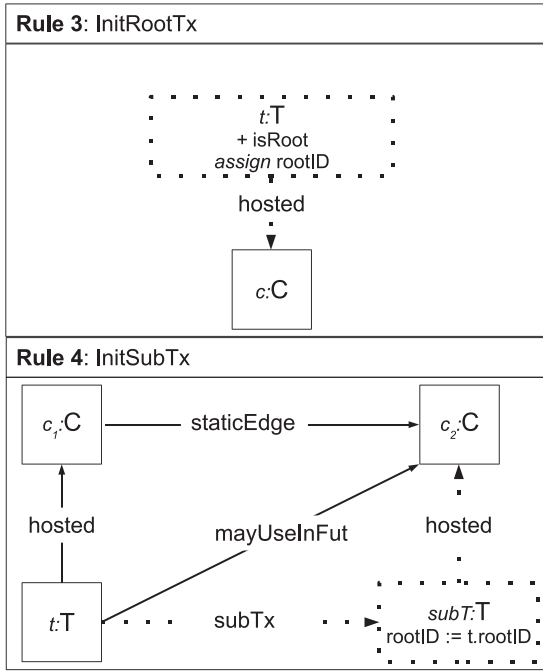 Rule 3: InitRootTx
t:T
+ isRoot
assign rootID
hosted
c:C
Rule 4: InitSubTx
c₁:C
staticEdge
c₂:C
hosted
mayUseInFut
hosted
t:T
subTx
subT:T
rootID := t.rootID